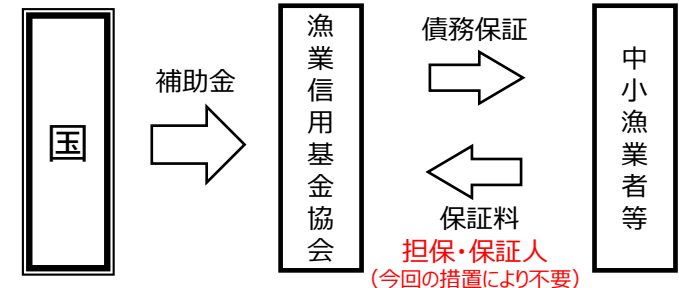 国
補助金
漁業信用基金協会
債務保証
保証料
担保・保証人
（今回の措置により不要）
中小漁業者等